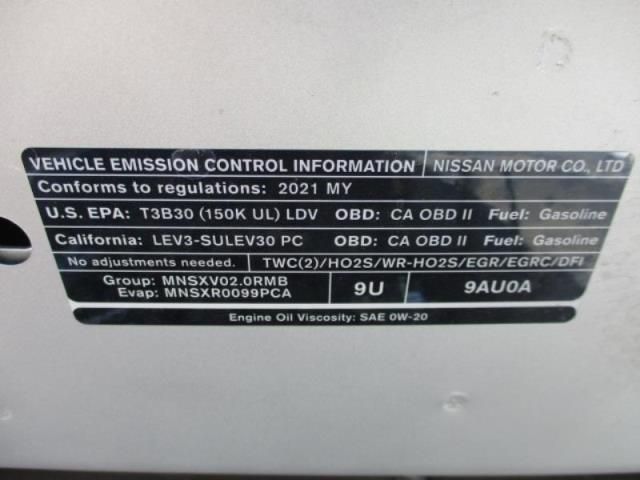 VEHICLE EMISSION CONTROL INFORMATION NISSAN MOTOR CO., LTD
Conforms to regulations: 2021 MY
U.S. EPA: T3B30 (150K UL) LDV OBD: CA OBD II Fuel: Gasoline
California: LEV3-SULEV30 PC OBD: CA OBD II Fuel: Gasoline
No adjustments needed. TWC(2)/HO2S/WR-HO2S/EGR/EGRC/DFI
Group: MNSXV02.0RMB
Evap: MNSXR0099PCA
9U
9AU0A
Engine Oil Viscosity: SAE 0W-20